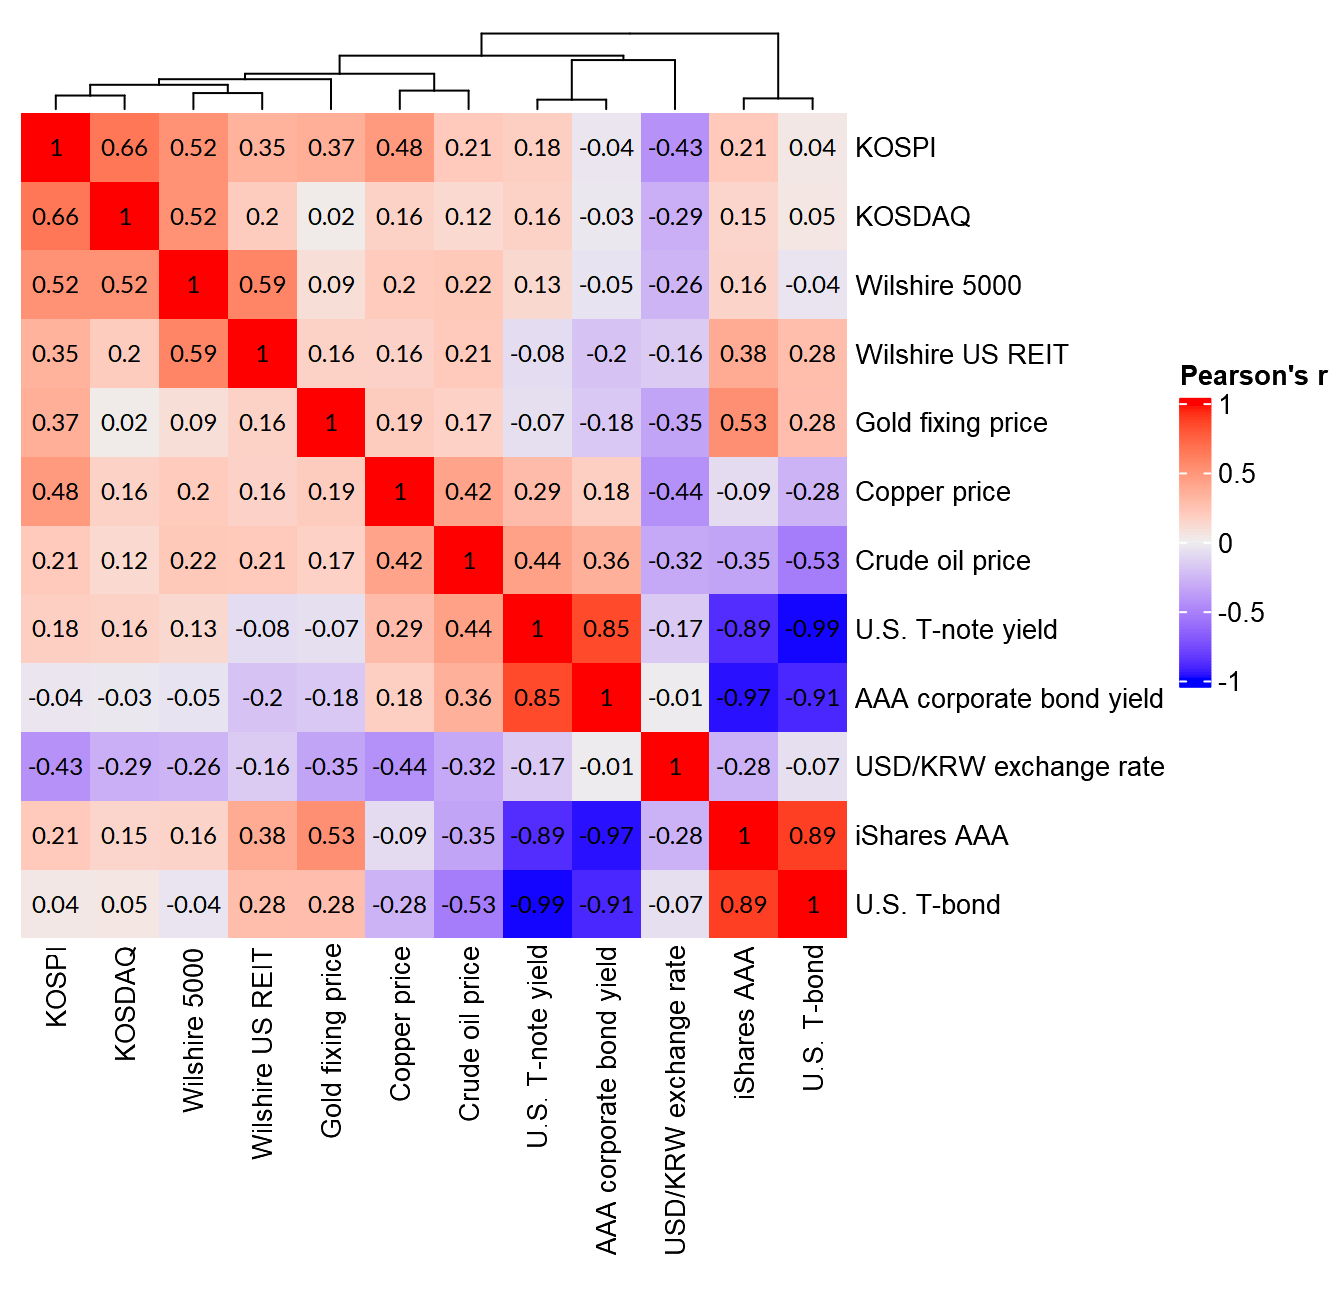 1 0.66 0.52 0.35 0.37 0.48 0.21 0.18 -0.04 -0.43 0.21 0.04 KOSPI
0.66 1 0.52 0.2 0.02 0.16 0.12 0.16 -0.03 -0.29 0.15 0.05 KOSDAQ
0.52 0.52 1 0.59 0.09 0.2 0.22 0.13 -0.05 -0.26 0.16 -0.04 Wilshire 5000
0.35 0.2 0.59 1 0.16 0.16 0.21 -0.08 -0.2 -0.16 0.38 0.28 Wilshire US REIT
0.37 0.02 0.09 0.16 1 0.19 0.17 -0.07 -0.18 -0.35 0.53 0.28 Gold fixing price
0.48 0.16 0.2 0.16 0.19 1 0.42 0.29 0.18 -0.44 -0.09 -0.28 Copper price
0.21 0.12 0.22 0.21 0.17 0.42 1 0.44 0.36 -0.32 -0.35 -0.53 Crude oil price
0.18 0.16 0.13 -0.08 -0.07 0.29 0.44 1 0.85 -0.17 -0.89 -0.99 U.S. T-note yield
-0.04 -0.03 -0.05 -0.2 -0.18 0.18 0.36 0.85 1 -0.01 -0.97 -0.91 AAA corporate bond yield
-0.43 -0.29 -0.26 -0.16 -0.35 -0.44 -0.32 -0.17 -0.01 1 -0.28 -0.07 USD/KRW exchange rate
0.21 0.15 0.16 0.38 0.53 -0.09 -0.35 -0.89 -0.97 -0.28 1 0.89 iShares AAA
0.04 0.05 -0.04 0.28 0.28 -0.28 -0.53 -0.99 -0.91 -0.07 0.89 1 U.S. T-bond
KOSPI
KOSDAQ
Wilshire 5000
Wilshire US REIT
Gold fixing price
Copper price
Crude oil price
U.S. T-note yield
AAA corporate bond yield
USD/KRW exchange rate
iShares AAA
U.S. T-bond
Pearson's r
1
0.5
0
-0.5
-1